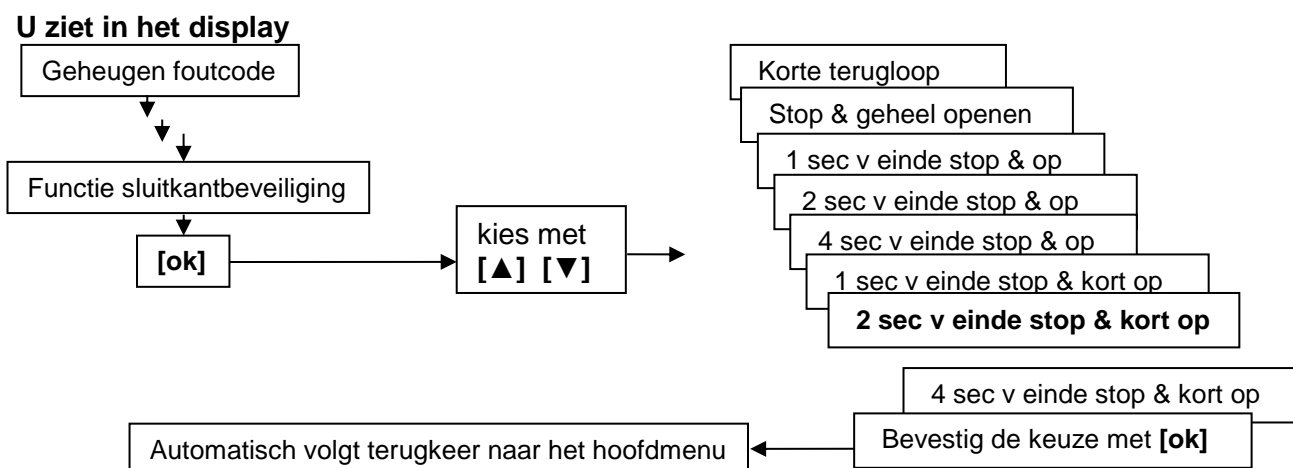 U ziet in het display
Geheugen foutcode
Functie sluitkantbeveiliging
[ok]
kies met
[▲] [▼]
Korte terugloop
Stop & geheel openen
1 sec v einde stop & op
2 sec v einde stop & op
4 sec v einde stop & op
1 sec v einde stop & kort op
2 sec v einde stop & kort op
4 sec v einde stop & kort op
Bevestig de keuze met [ok]
Automatisch volgt terugkeer naar het hoofdmenu